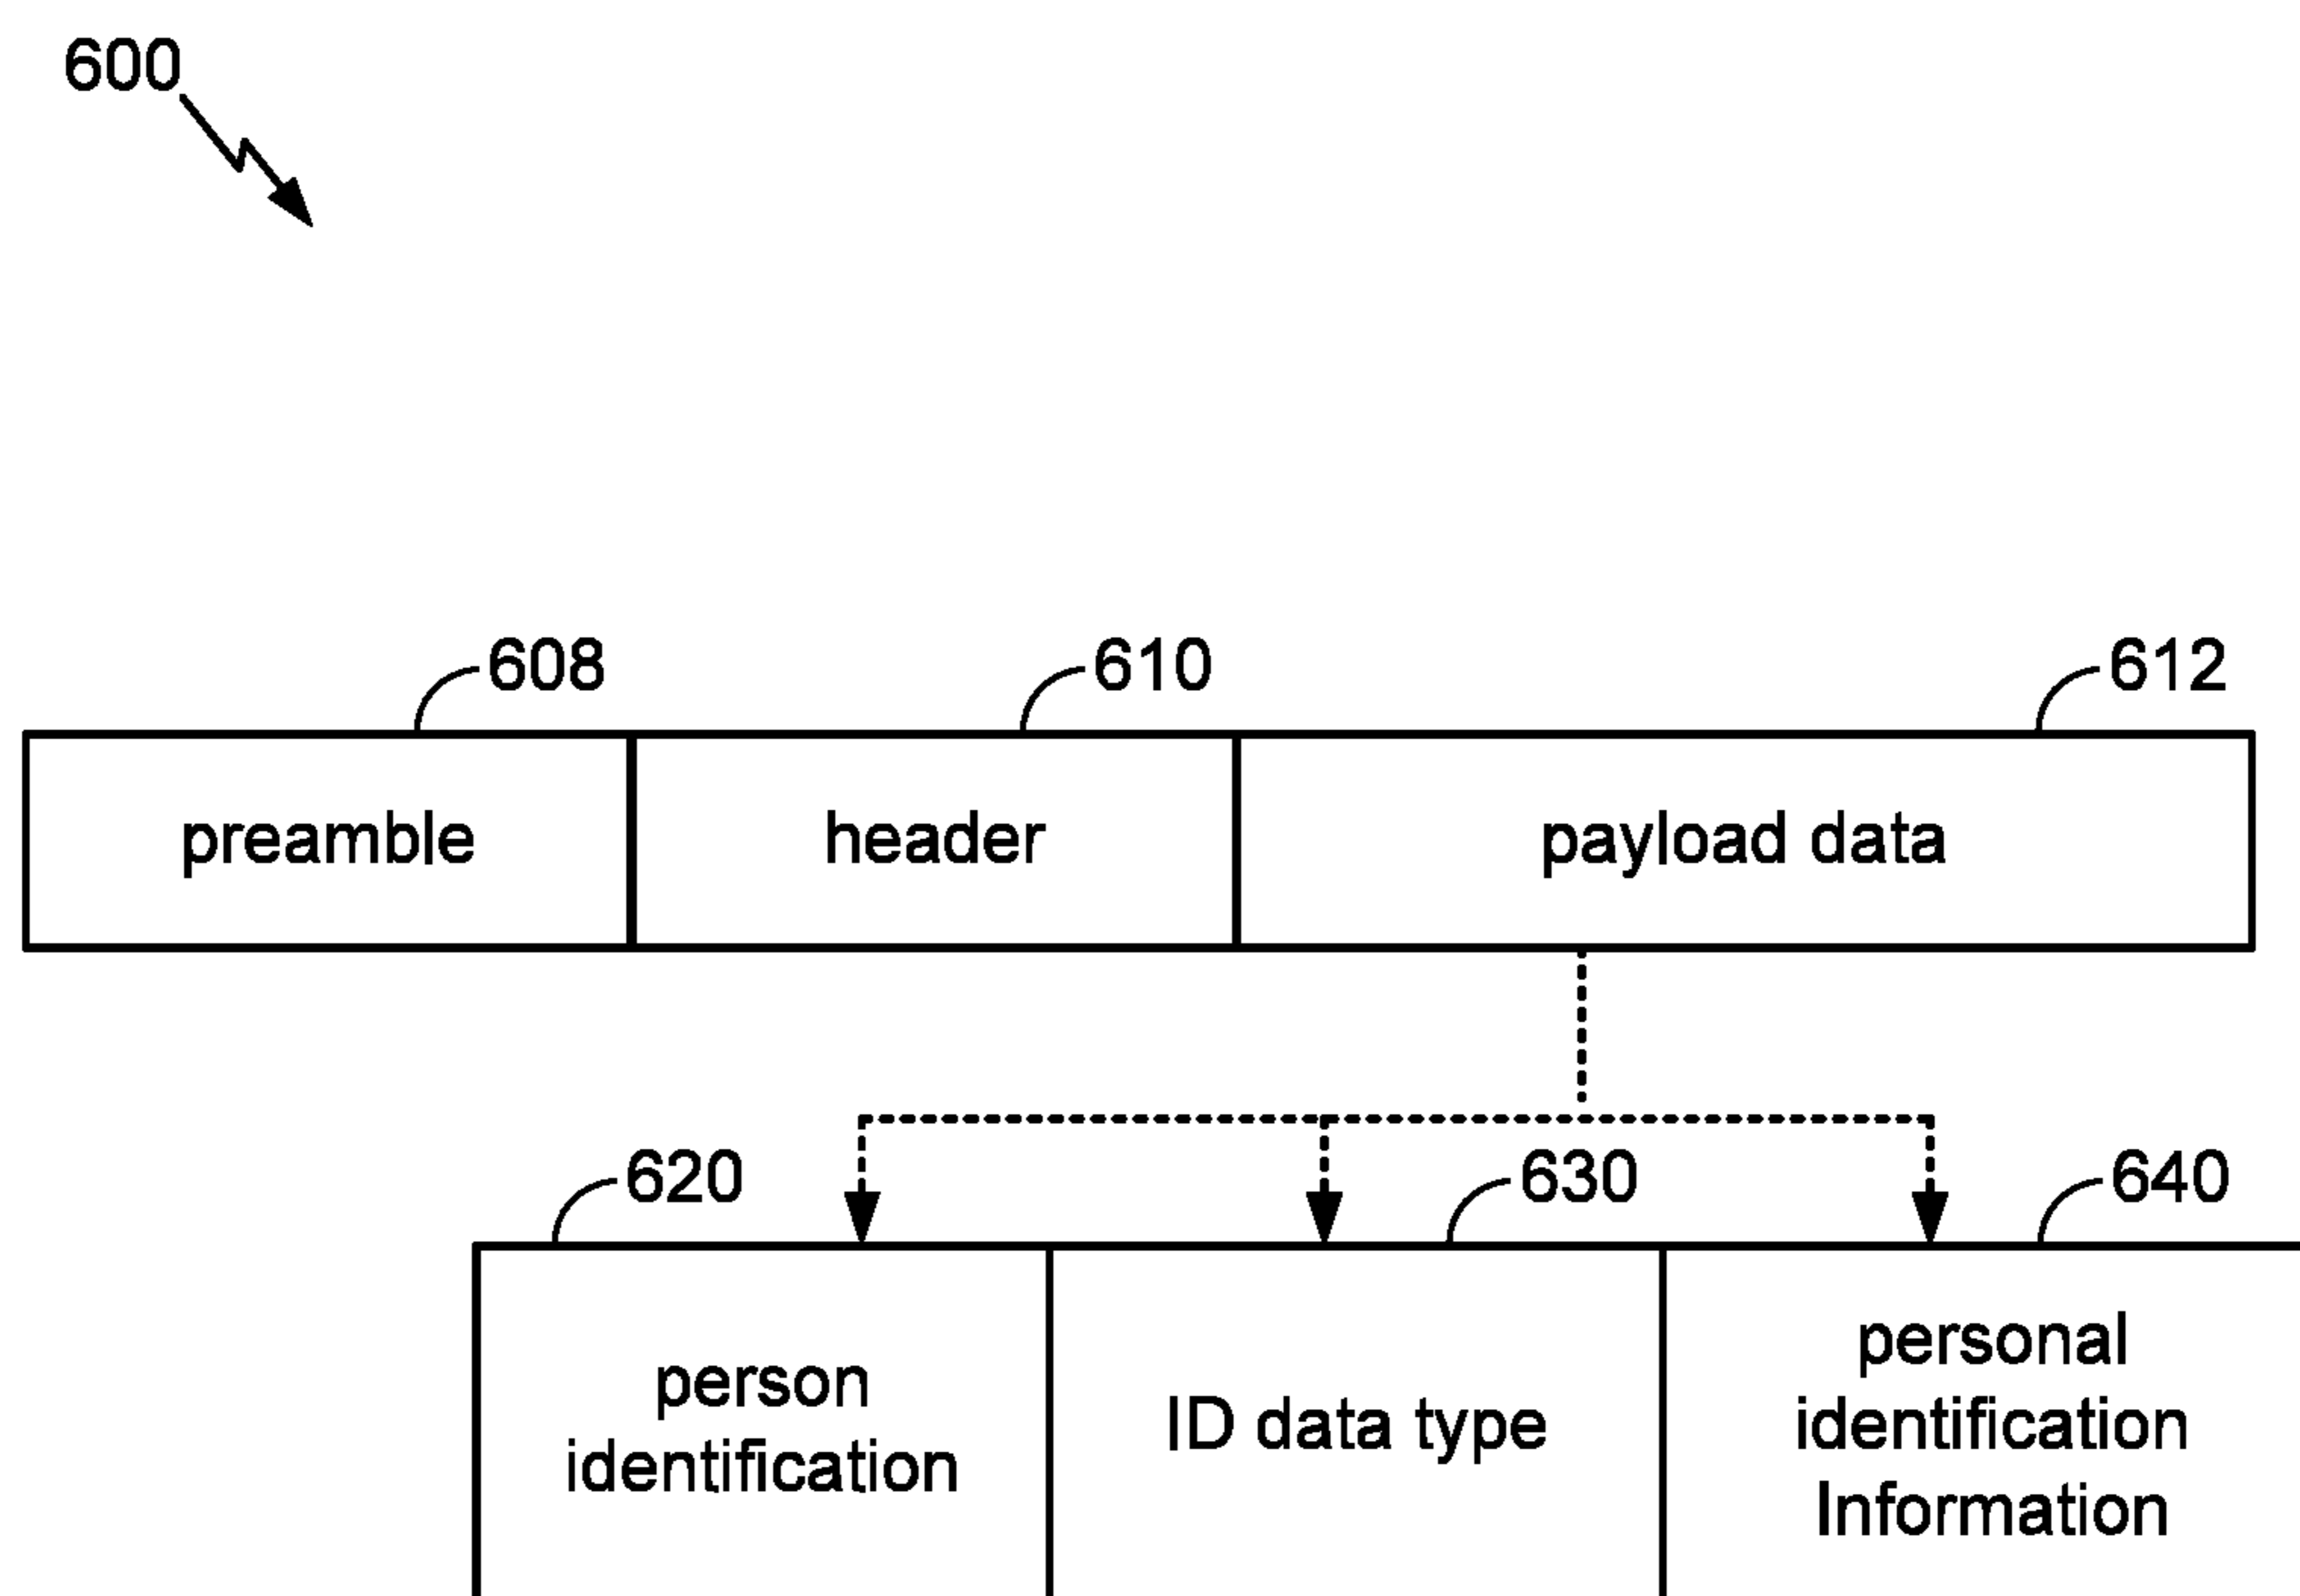 600
608
610
612
preamble
header
payload data
620
630
640
person
identification
ID data type
personal
identification
Information